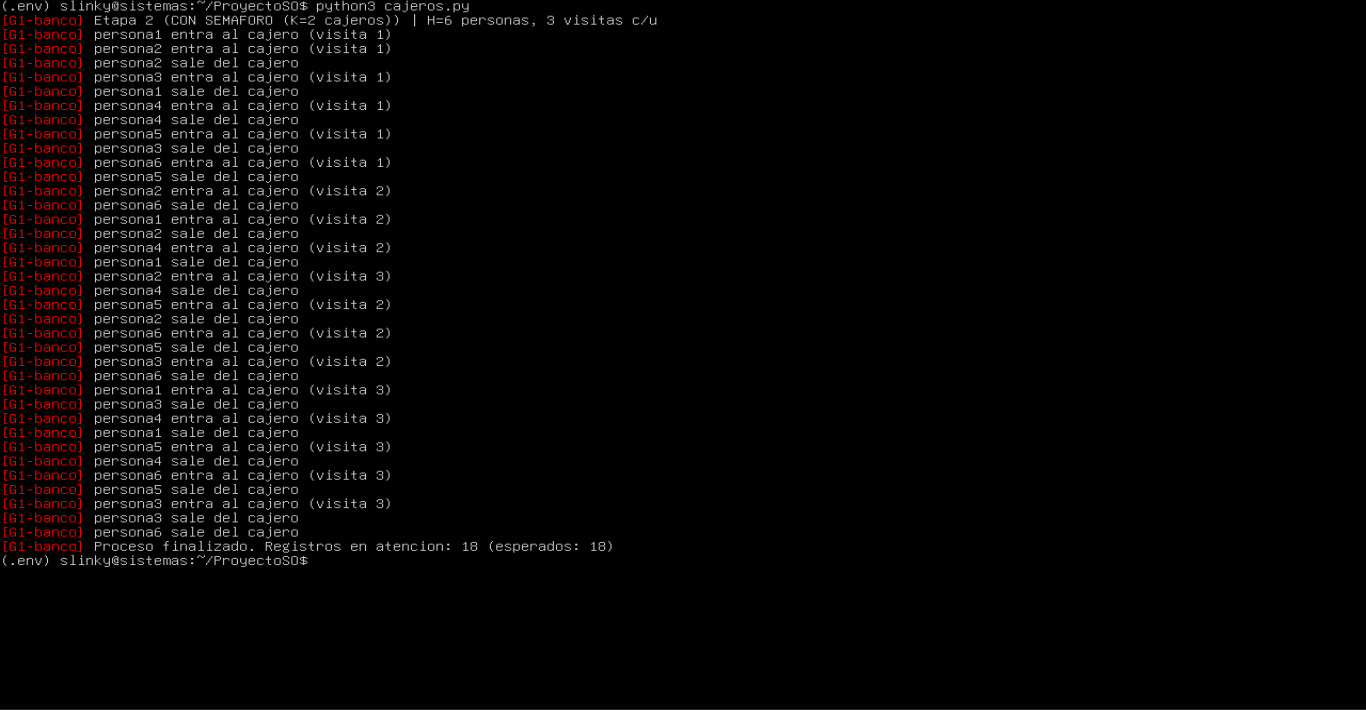 (.env) slinky@sistemas:~/ProyectoSO$ python3 cajeros.py
[G1-banco] Etapa 2 (CON SEMAFORO (K=2 cajeros)) | H=6 personas, 3 visitas c/u
[G1-banco] persona1 entra al cajero (visita 1)
[G1-banco] persona2 entra al cajero (visita 1)
[G1-banco] persona2 sale del cajero
[G1-banco] persona3 entra al cajero (visita 1)
[G1-banco] persona1 sale del cajero
[G1-banco] persona4 entra al cajero (visita 1)
[G1-banco] persona4 sale del cajero
[G1-banco] persona5 entra al cajero (visita 1)
[G1-banco] persona3 sale del cajero
[G1-banco] persona6 entra al cajero (visita 1)
[G1-banco] persona5 sale del cajero
[G1-banco] persona2 entra al cajero (visita 2)
[G1-banco] persona6 sale del cajero
[G1-banco] persona1 entra al cajero (visita 2)
[G1-banco] persona2 sale del cajero
[G1-banco] persona4 entra al cajero (visita 2)
[G1-banco] persona1 sale del cajero
[G1-banco] persona2 entra al cajero (visita 3)
[G1-banco] persona4 sale del cajero
[G1-banco] persona5 entra al cajero (visita 2)
[G1-banco] persona2 sale del cajero
[G1-banco] persona6 entra al cajero (visita 2)
[G1-banco] persona5 sale del cajero
[G1-banco] persona3 entra al cajero (visita 2)
[G1-banco] persona6 sale del cajero
[G1-banco] persona1 entra al cajero (visita 3)
[G1-banco] persona3 sale del cajero
[G1-banco] persona4 entra al cajero (visita 3)
[G1-banco] persona1 sale del cajero
[G1-banco] persona5 entra al cajero (visita 3)
[G1-banco] persona4 sale del cajero
[G1-banco] persona6 entra al cajero (visita 3)
[G1-banco] persona5 sale del cajero
[G1-banco] persona3 entra al cajero (visita 3)
[G1-banco] persona3 sale del cajero
[G1-banco] persona6 sale del cajero
[G1-banco] Proceso finalizado. Registros en atencion: 18 (esperados: 18)
(.env) slinky@sistemas:~/ProyectoSO$